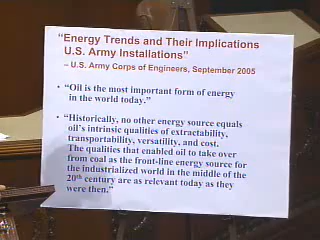 "Energy Trends and Their Implications
U.S. Army Installations"
– U.S. Army Corps of Engineers, September 2005
• "Oil is the most important form of energy
in the world today."
• "Historically, no other energy source equals
oil's intrinsic qualities of extractability,
transportability, versatility, and cost.
The qualities that enabled oil to take over
from coal as the front-line energy source for
the industrialized world in the middle of the
20th century are as relevant today as they
were then."